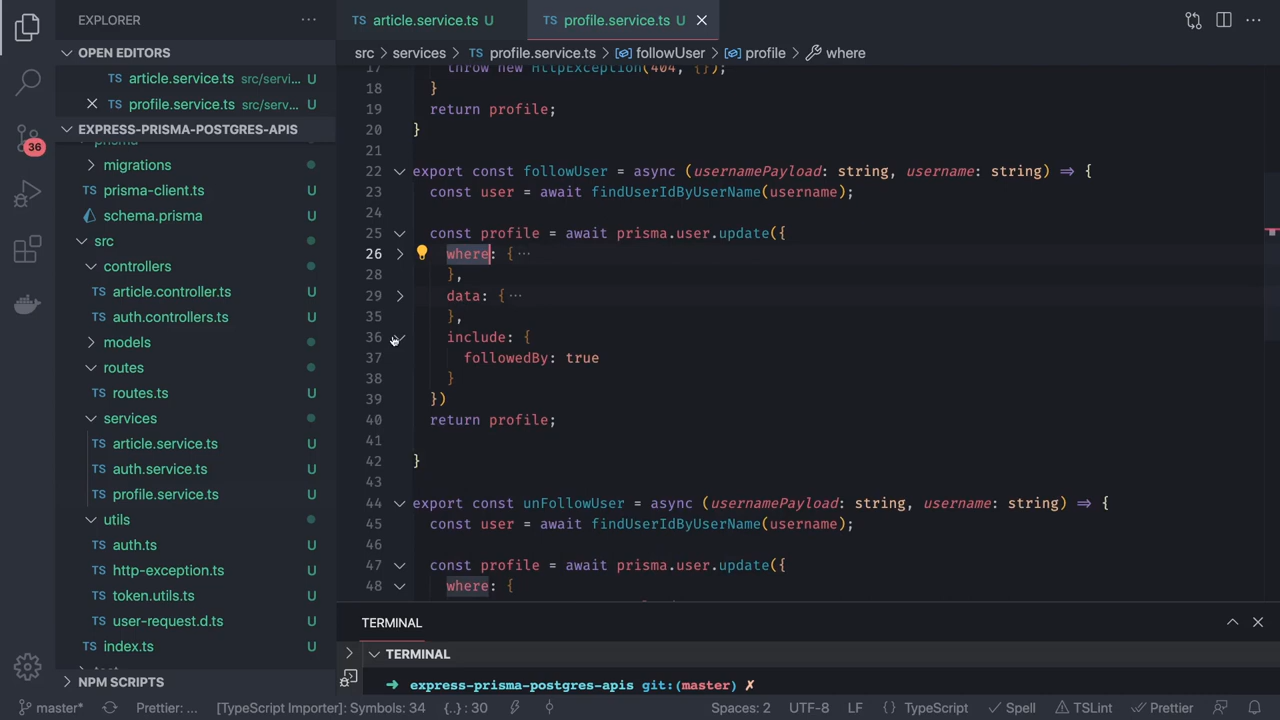 EXPLORER
article.service.ts U
profile.service.ts U
src > services > profile.service.ts > followUser > profile > where
OPEN EDITORS
article.service.ts src/servi... U
profile.service.ts src/serv... U
EXPRESS-PRISMA-POSTGRES-APIS
prisma
migrations
prisma-client.ts U
schema.prisma U
src
controllers
article.controller.ts U
auth.controllers.ts U
models
routes
routes.ts U
services
article.service.ts U
auth.service.ts U
profile.service.ts U
utils
auth.ts U
http-exception.ts U
token.utils.ts U
user-request.d.ts U
index.ts U
NPM SCRIPTS
36
17 throw new HttpException(404, {});
18 }
19 return profile;
20 }
21
22 export const followUser = async (usernamePayload: string, username: string) => {
23 const user = await findUserIdByUserName(username);
24
25 const profile = await prisma.user.update({
26 where: { ...
28 },
29 data: { ...
35 },
36 include: {
37 followedBy: true
38 }
39 })
40 return profile;
41
42 }
43
44 export const unFollowUser = async (usernamePayload: string, username: string) => {
45 const user = await findUserIdByUserName(username);
46
47 const profile = await prisma.user.update({
48 where: {
TERMINAL
TERMINAL
➜ express-prisma-postgres-apis git:(master) ✗
master* Prettier: ... [TypeScript Importer]: Symbols: 34 {..} : 30 Spaces: 2 UTF-8 LF {} TypeScript Spell TSLint Prettier